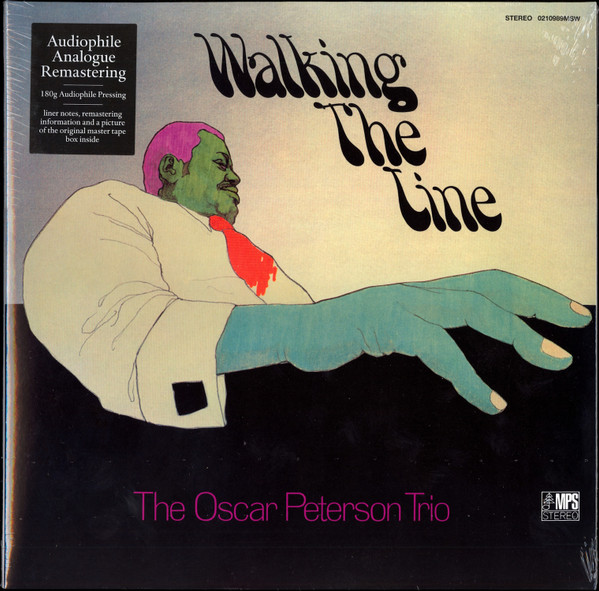 STEREO 0210989MSW
Audiophile
Analogue
Remastering
180g Audiophile Pressing
liner notes, remastering
information and a picture
of the original master tape
box inside
Walking
The
Line
The Oscar Peterson Trio
MPS
STEREO